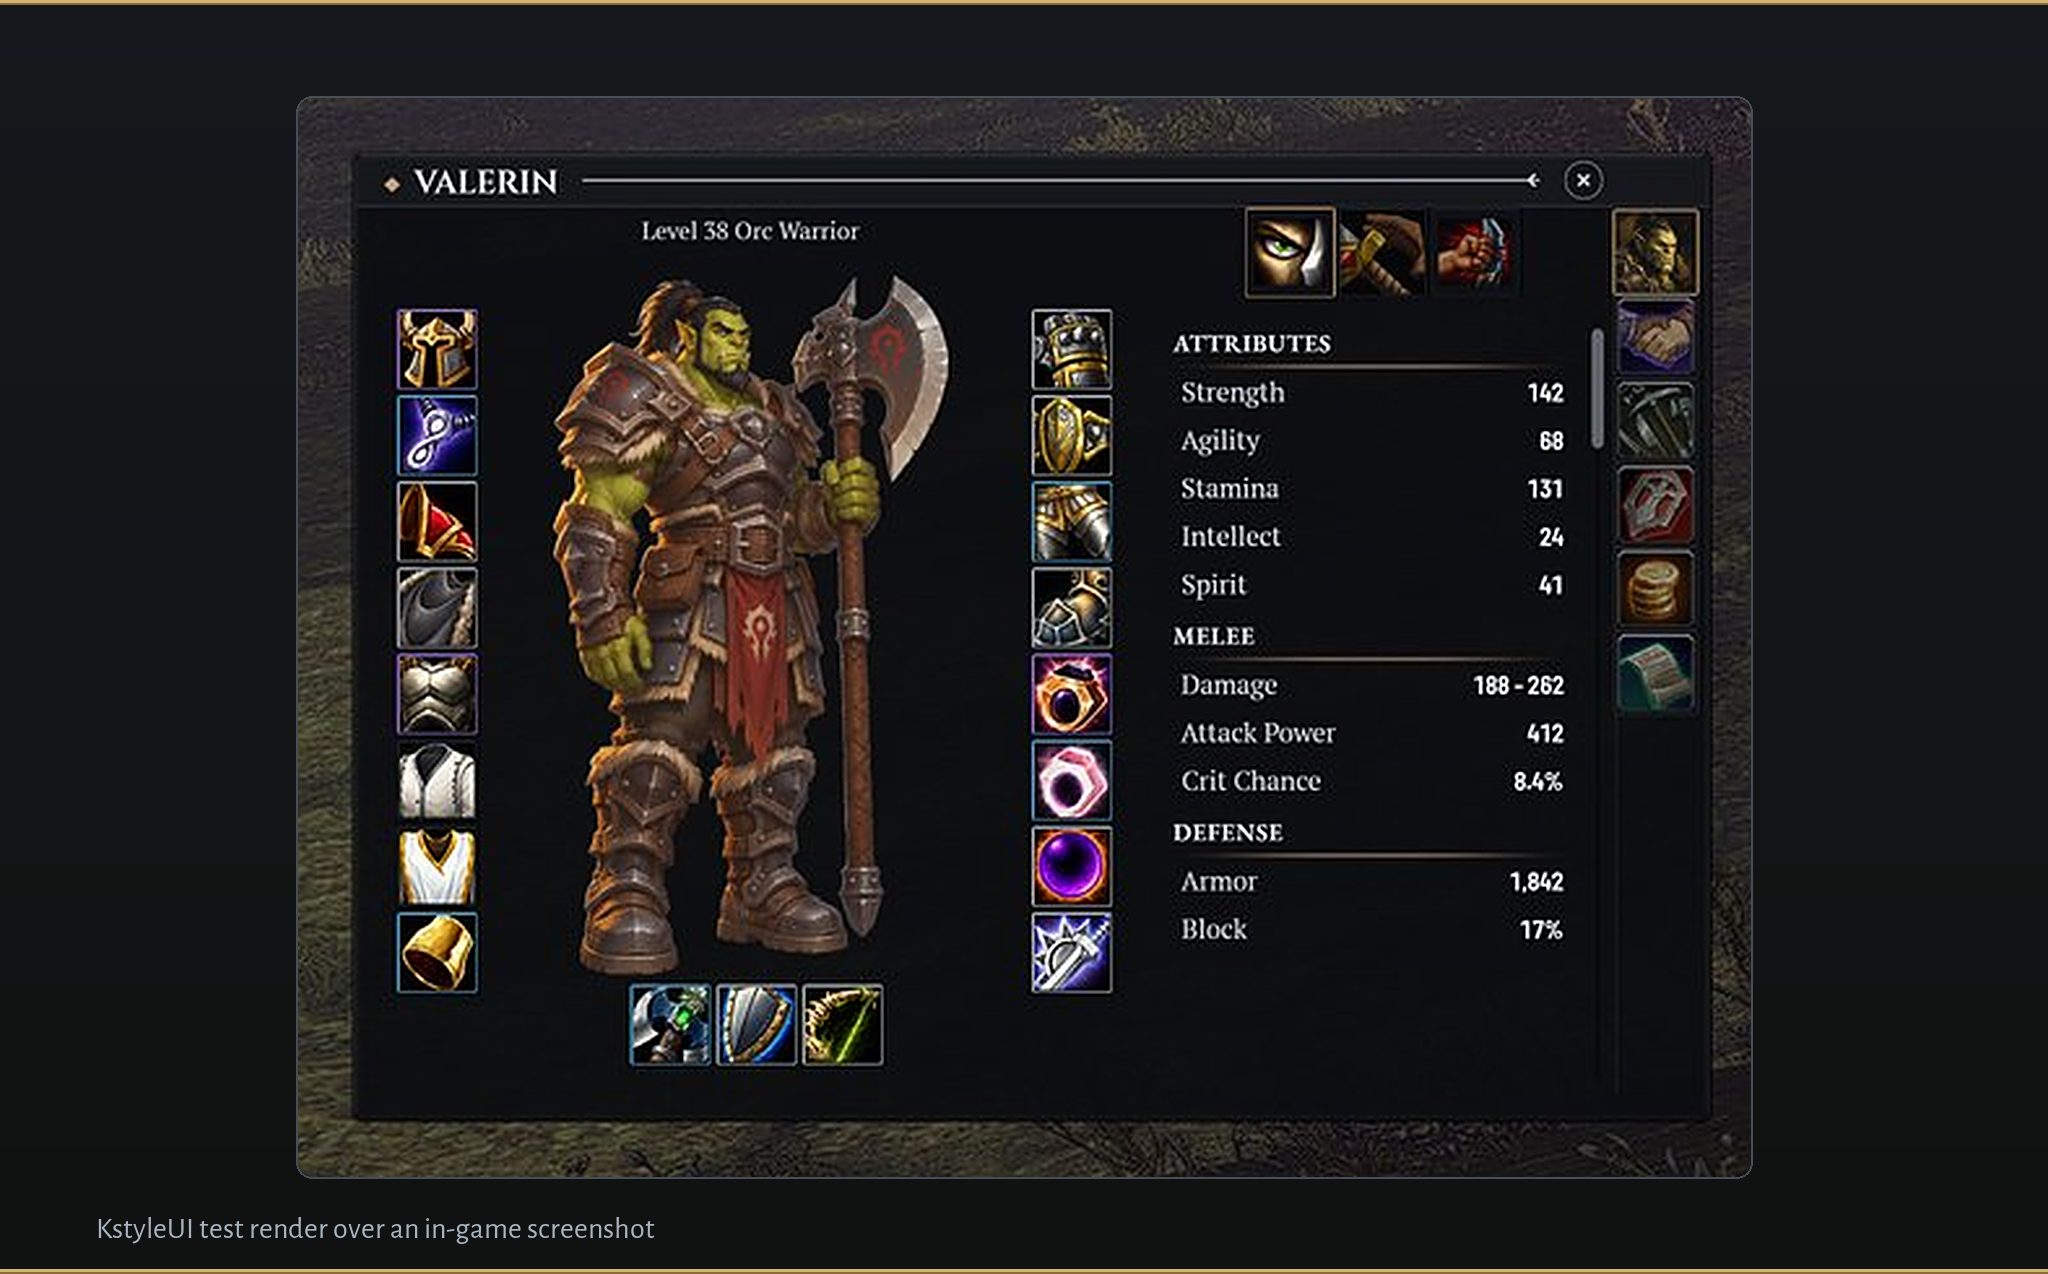 VALERIN
Level 38 Orc Warrior
ATTRIBUTES
Strength 142
Agility 68
Stamina 131
Intellect 24
Spirit 41
MELEE
Damage 188 - 262
Attack Power 412
Crit Chance 8.4%
DEFENSE
Armor 1,842
Block 17%
KstyleUI test render over an in-game screenshot